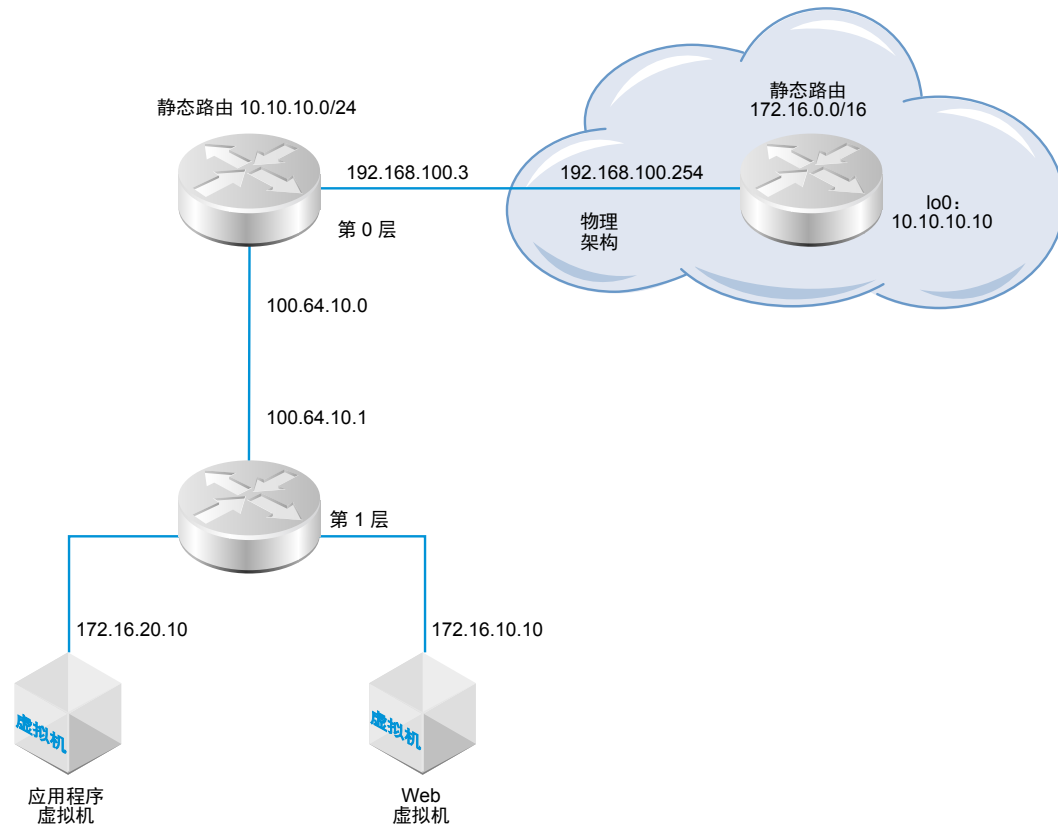 静态路由 10.10.10.0/24
静态路由
172.16.0.0/16
192.168.100.3
192.168.100.254
lo0：
10.10.10.10
第 0 层
物理
架构
100.64.10.0
100.64.10.1
第 1 层
172.16.20.10
172.16.10.10
虚拟机
虚拟机
应用程序
虚拟机
Web
虚拟机